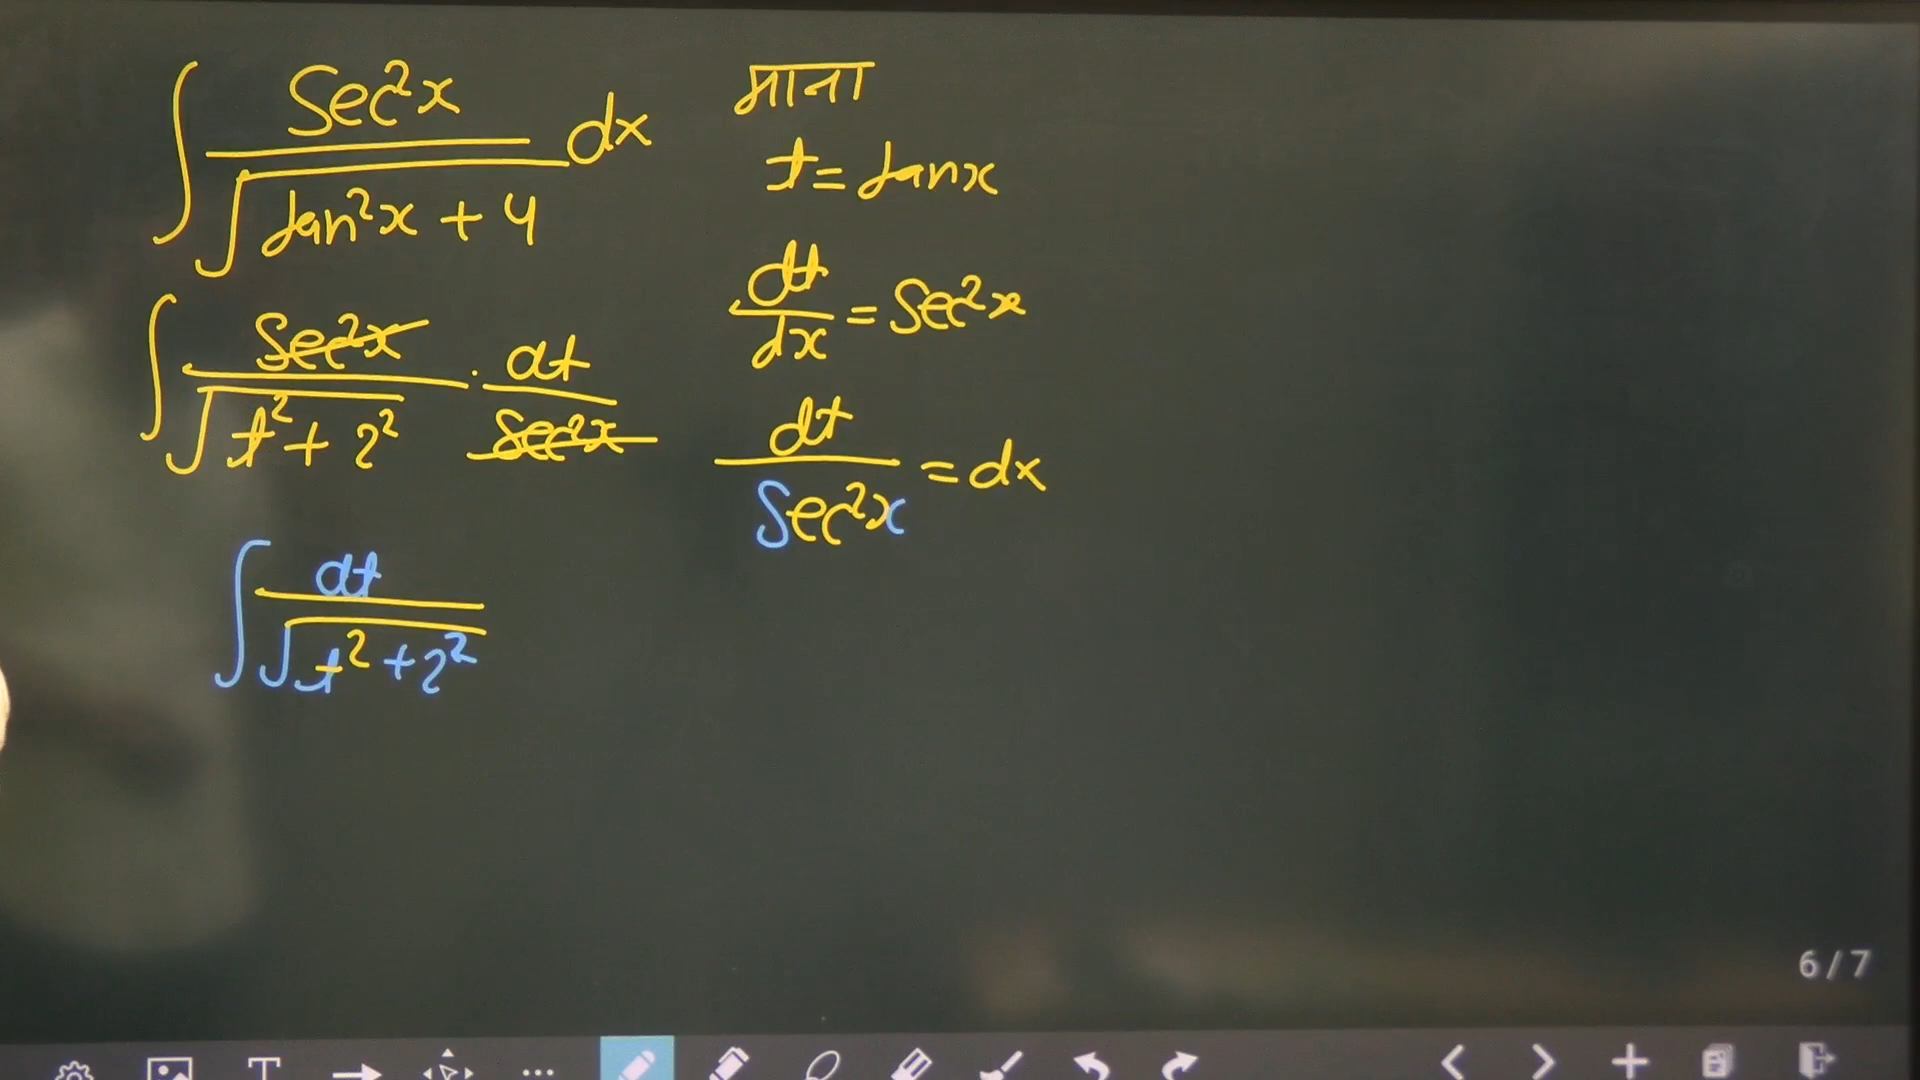 ∫ Sec²x / √(tan²x + 4) dx
माना
t = tanx
dt/dx = Sec²x
∫ Sec²x / √(t² + 2²) · dt / Sec²x
dt / Sec²x = dx
∫ dt / √(t² + 2²)
6 / 7
T